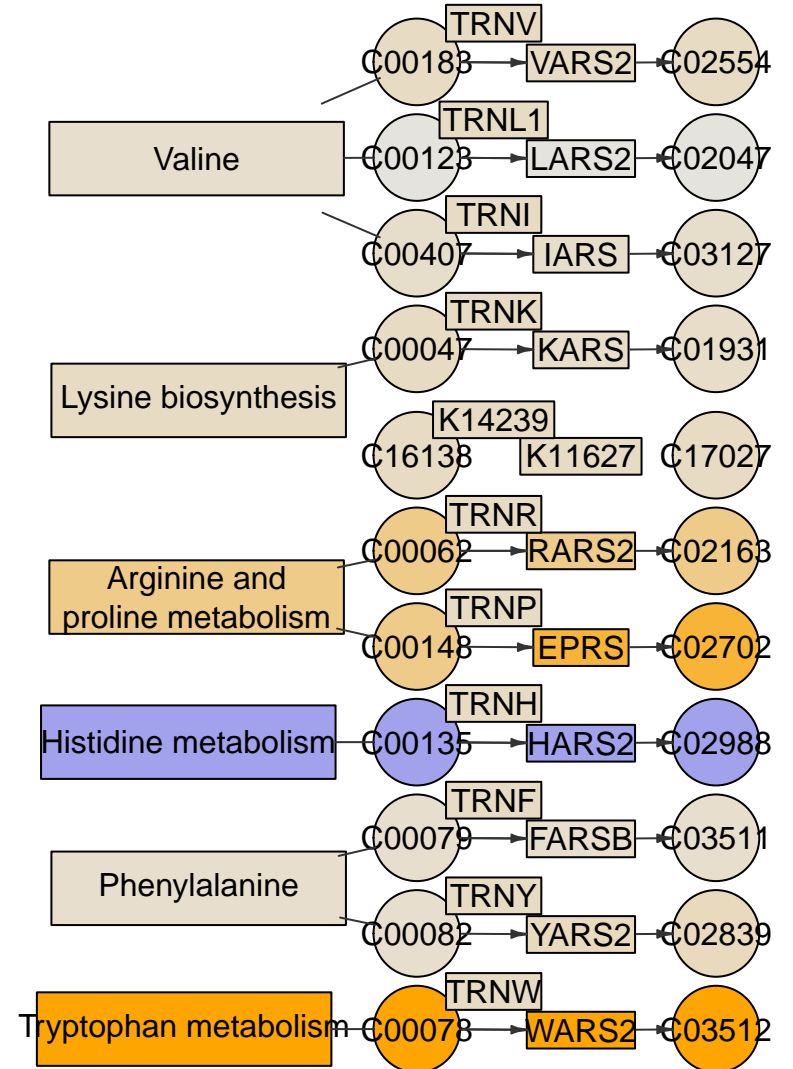 TRNV
C00183 VARS2 C02554
TRNL1
Valine C00123 LARS2 C02047
TRNI
C00407 IARS C03127
TRNK
C00047 KARS C01931
Lysine biosynthesis
K14239
C16138 K11627 C17027
TRNR
C00062 RARS2 C02163
Arginine and
proline metabolism
TRNP
C00148 EPRS C02702
TRNH
Histidine metabolism C00135 HARS2 C02988
TRNF
C00079 FARSB C03511
Phenylalanine
TRNY
C00082 YARS2 C02839
TRNW
Tryptophan metabolism C00078 WARS2 C03512